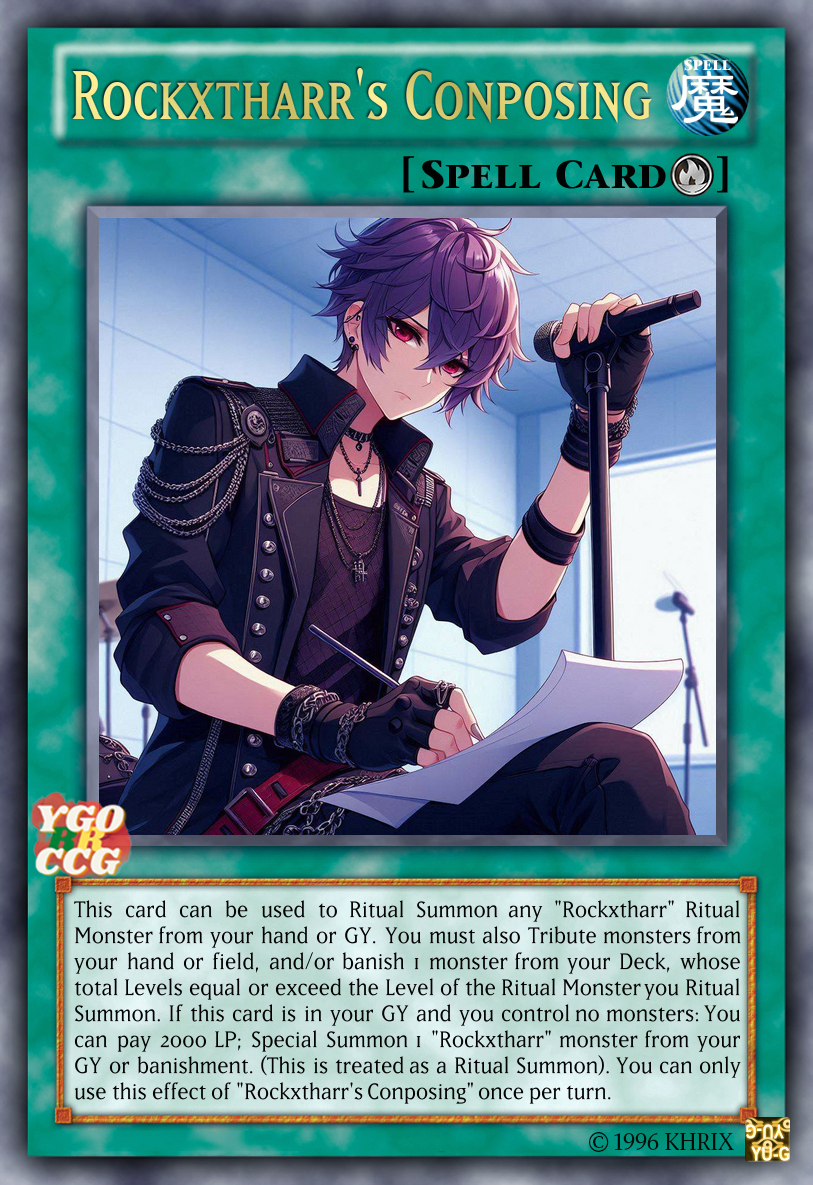 Rockxtharr's Conposing
SPELL
魔
[Spell Card]
YGO
BR
CCG
This card can be used to Ritual Summon any "Rockxtharr" Ritual
Monster from your hand or GY. You must also Tribute monsters from
your hand or field, and/or banish 1 monster from your Deck, whose
total Levels equal or exceed the Level of the Ritual Monster you Ritual
Summon. If this card is in your GY and you control no monsters: You
can pay 2000 LP; Special Summon 1 "Rockxtharr" monster from your
GY or banishment. (This is treated as a Ritual Summon). You can only
use this effect of "Rockxtharr's Conposing" once per turn.
© 1996 KHRIX